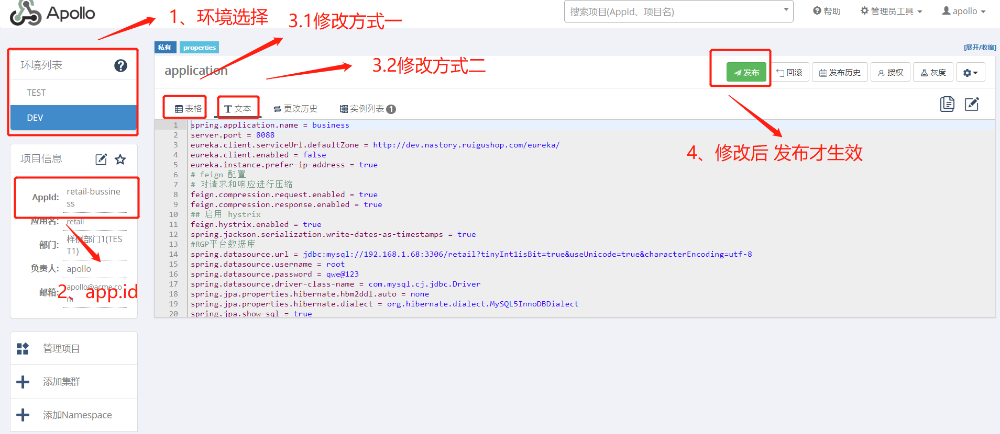 Apollo
1、环境选择
3.1修改方式一
搜索项目(AppId、项目名)
帮助
管理员工具
apollo
私有
properties
[展开/收缩]
环境列表
?
TEST
DEV
application
3.2修改方式二
发布
回滚
发布历史
授权
灰度
表格
文本
更改历史
实例列表 1
4、修改后 发布才生效
项目信息
AppId:
retail-bussine
ss
应用名:
retail
部门:
样例部门1(TES
T1)
负责人:
apollo
邮箱:
apollo@acme.co
m
2、app.id
管理项目
添加集群
添加Namespace
1 spring.application.name = business
2 server.port = 8088
3 eureka.client.serviceUrl.defaultZone = http://dev.nastory.ruigushop.com/eureka/
4 eureka.client.enabled = false
5 eureka.instance.prefer-ip-address = true
6 # feign 配置
7 # 对请求和响应进行压缩
8 feign.compression.request.enabled = true
9 feign.compression.response.enabled = true
10 ## 启用 hystrix
11 feign.hystrix.enabled = true
12 spring.jackson.serialization.write-dates-as-timestamps = true
13 #RGP平台数据库
14 spring.datasource.url = jdbc:mysql://192.168.1.68:3306/retail?tinyInt1isBit=true&useUnicode=true&characterEncoding=utf-8
15 spring.datasource.username = root
16 spring.datasource.password = qwe@123
17 spring.datasource.driver-class-name = com.mysql.cj.jdbc.Driver
18 spring.jpa.properties.hibernate.hbm2ddl.auto = none
19 spring.jpa.properties.hibernate.dialect = org.hibernate.dialect.MySQL5InnoDBDialect
20 spring.jpa.show-sql = true